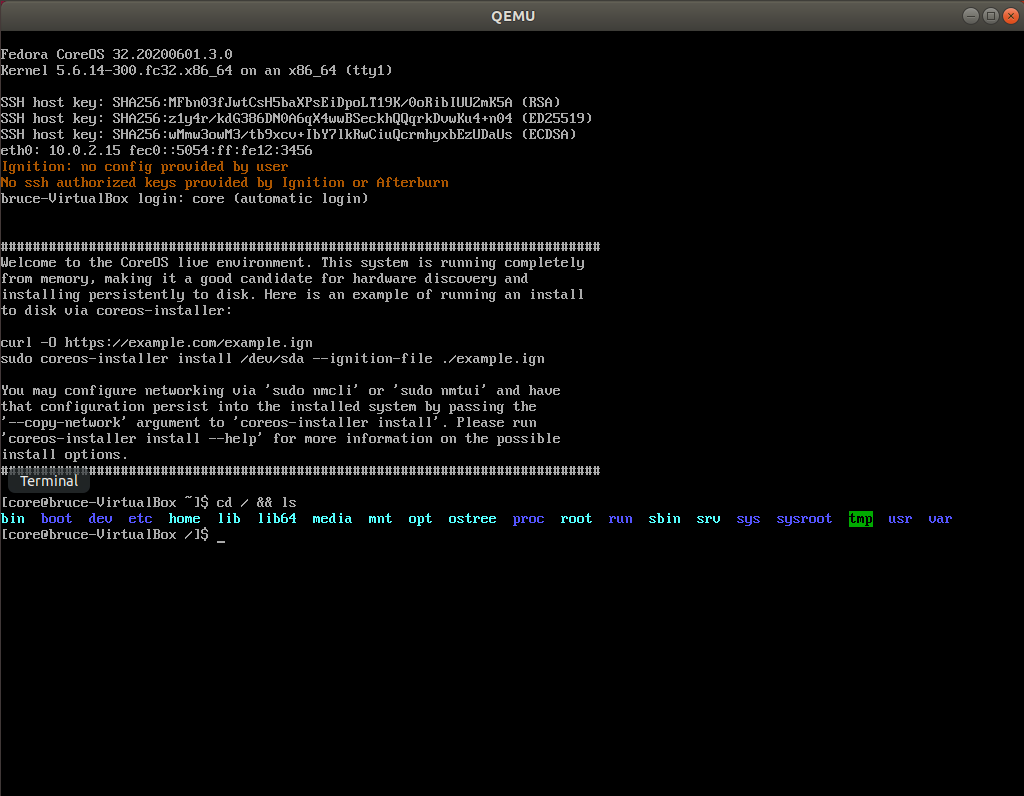 QEMU
Fedora CoreOS 32.20200601.3.0
Kernel 5.6.14-300.fc32.x86_64 on an x86_64 (tty1)
SSH host key: SHA256:MFbn03fJwtCsH5baXPsEiDpoLT19K/0oRibIUU2mK5A (RSA)
SSH host key: SHA256:z1y4r/kdG386DN0A6qX4wwBSeckhQQqrkDvwKu4+n04 (ED25519)
SSH host key: SHA256:wMmw3owM3/tb9xcv+IbY7lkRwCiuQcrmhyxbEzUDaUs (ECDSA)
eth0: 10.0.2.15 fec0::5054:ff:fe12:3456
Ignition: no config provided by user
No ssh authorized keys provided by Ignition or Afterburn
bruce-VirtualBox login: core (automatic login)
###########################################################################
Welcome to the CoreOS live environment. This system is running completely
from memory, making it a good candidate for hardware discovery and
installing persistently to disk. Here is an example of running an install
to disk via coreos-installer:
curl -O https://example.com/example.ign
sudo coreos-installer install /dev/sda --ignition-file ./example.ign
You may configure networking via 'sudo nmcli' or 'sudo nmtui' and have
that configuration persist into the installed system by passing the
'--copy-network' argument to 'coreos-installer install'. Please run
'coreos-installer install --help' for more information on the possible
install options.
###########################################################################
Terminal
[core@bruce-VirtualBox ~]$ cd / && ls
bin boot dev etc home lib lib64 media mnt opt ostree proc root run sbin srv sys sysroot tmp usr var
[core@bruce-VirtualBox /]$ _